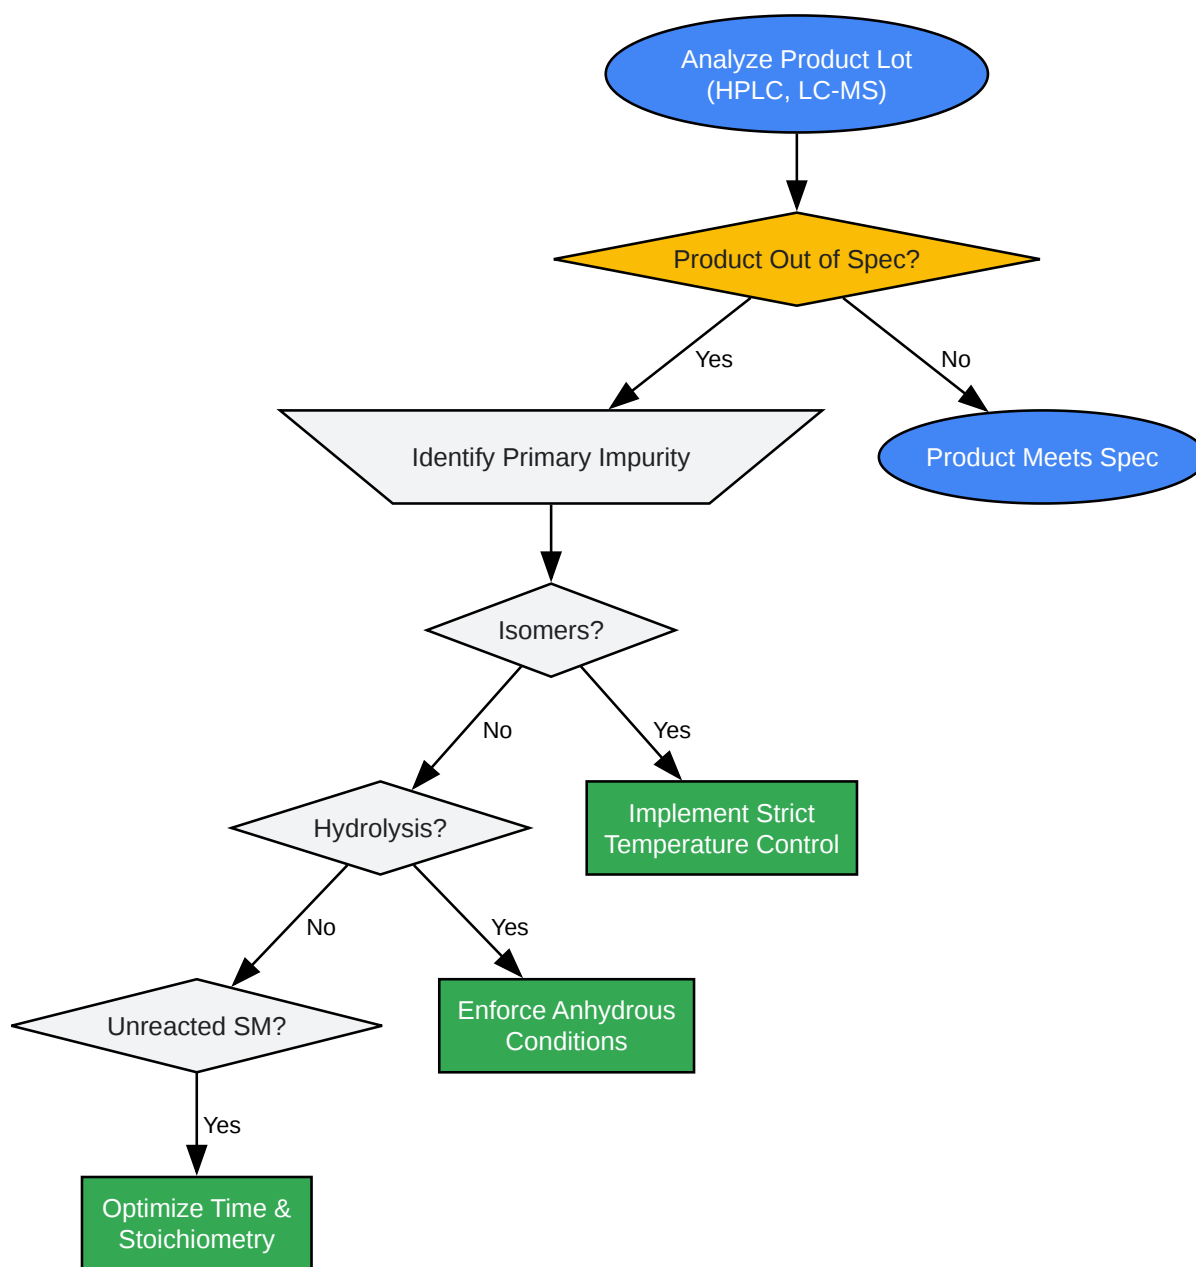 Analyze Product Lot
(HPLC, LC-MS)
Product Out of Spec?
Yes
No
Identify Primary Impurity
Product Meets Spec
Isomers?
No
Yes
Hydrolysis?
Implement Strict
Temperature Control
No
Yes
Unreacted SM?
Enforce Anhydrous
Conditions
Yes
Optimize Time &
Stoichiometry